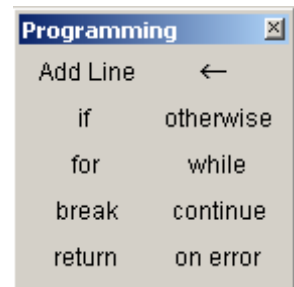 Programming
Add Line ←
if otherwise
for while
break continue
return on error